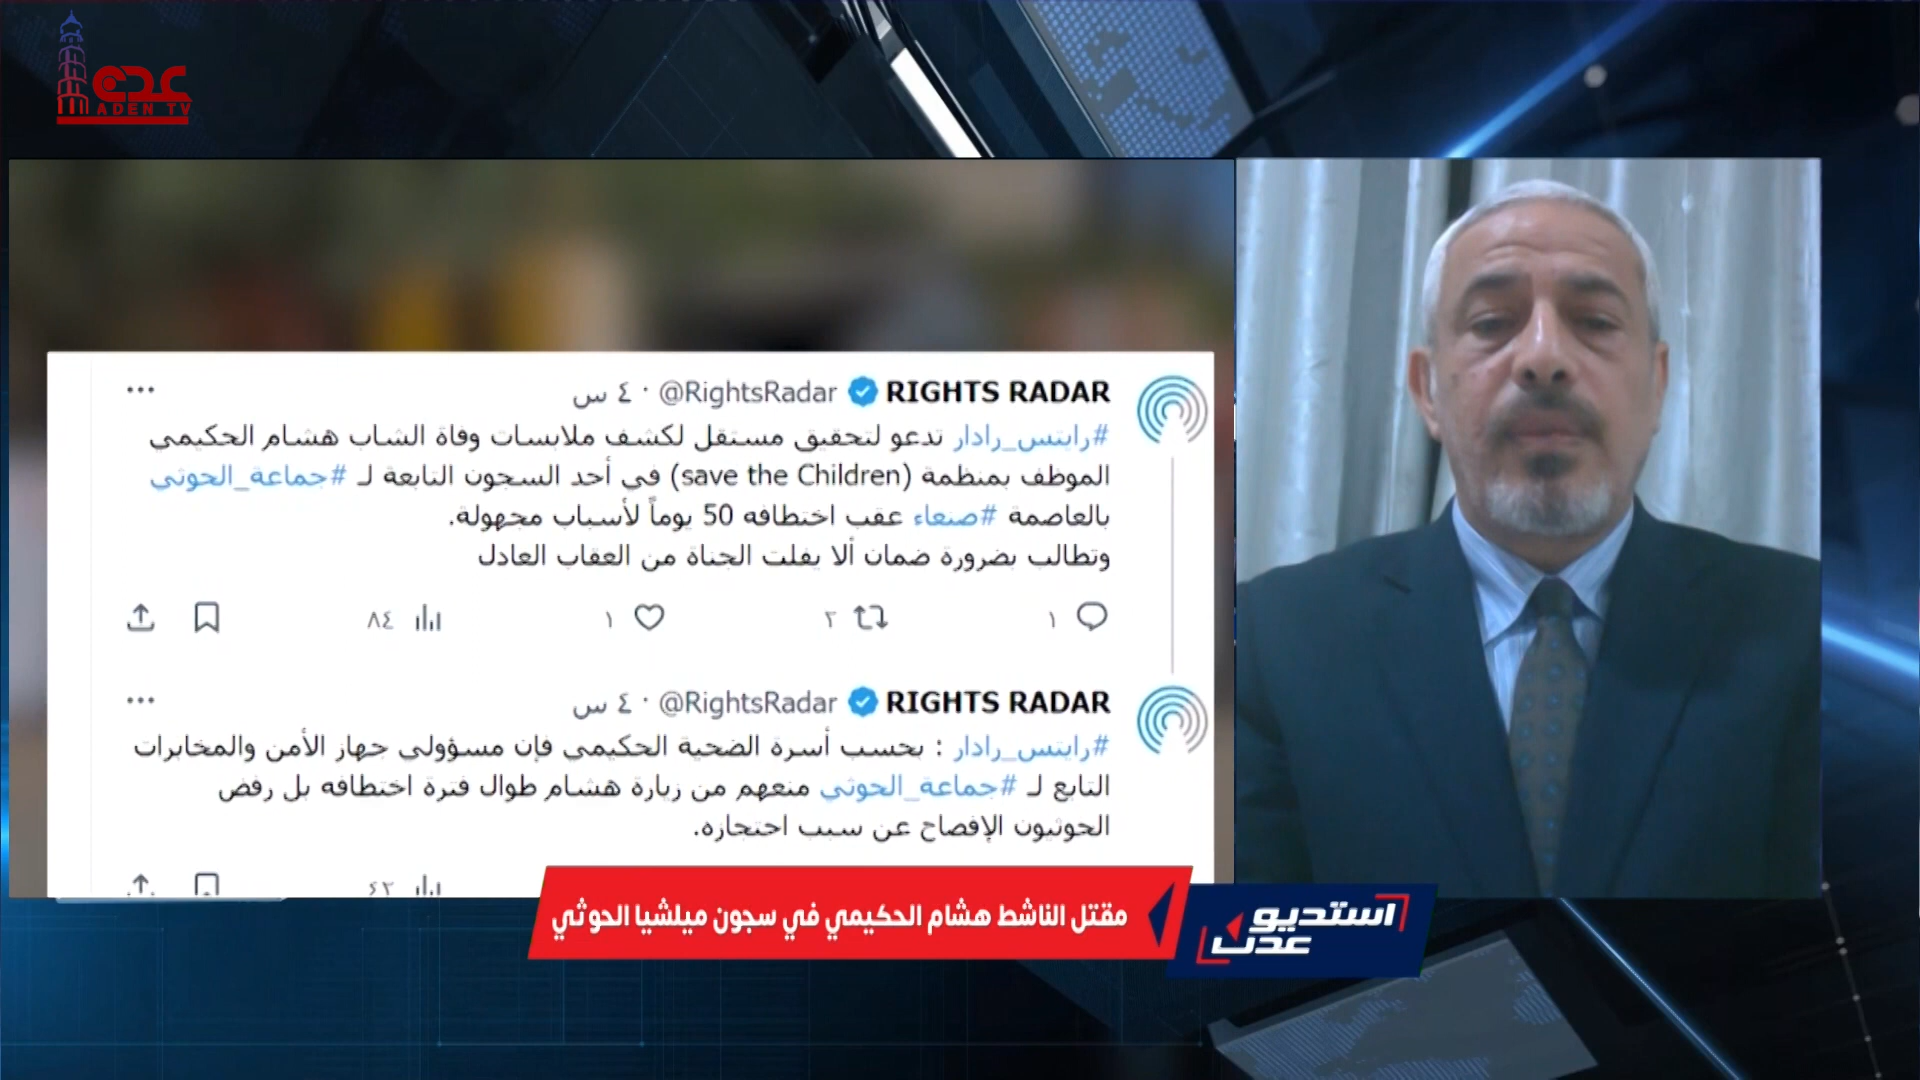 عدن
ADEN TV
RIGHTS RADAR @RightsRadar · ٤ س
#رايتس_رادار تدعو لتحقيق مستقل لكشف ملابسات وفاة الشاب هشام الحكيمي
الموظف بمنظمة (save the Children) في أحد السجون التابعة لـ #جماعة_الحوثي
بالعاصمة #صنعاء عقب اختطافه 50 يوماً لأسباب مجهولة.
وتطالب بضرورة ضمان ألا يفلت الجناة من العقاب العادل
١ ٢ ١ ٨٤
RIGHTS RADAR @RightsRadar · ٤ س
#رايتس_رادار : بحسب أسرة الضحية الحكيمي فإن مسؤولي جهاز الأمن والمخابرات
التابع لـ #جماعة_الحوثي منعهم من زيارة هشام طوال فترة اختطافه بل رفض
الحوثيون الإفصاح عن سبب احتجازه.
٤٢
استديو
عدن
مقتل الناشط هشام الحكيمي في سجون ميلشيا الحوثي